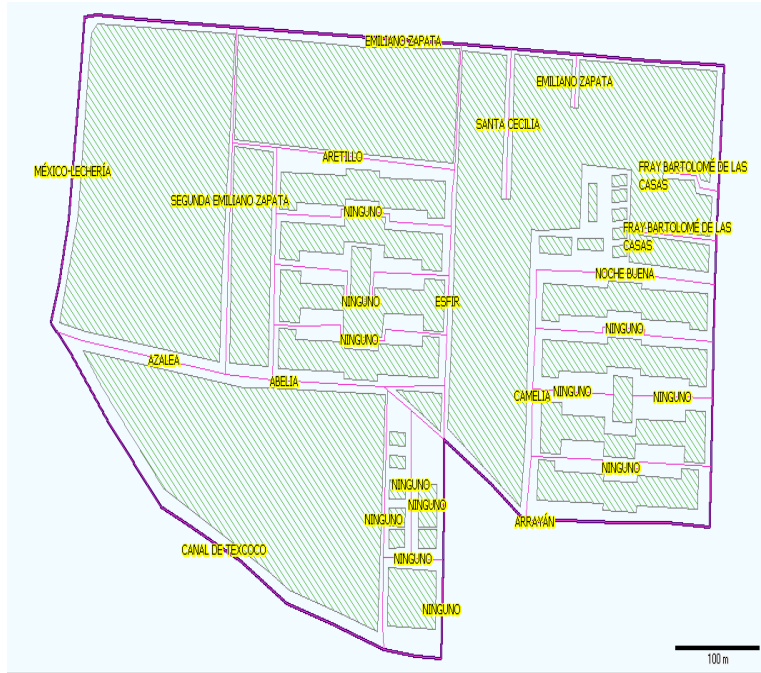 EMILIANO ZAPATA
EMILIANO ZAPATA
SANTA CECILIA
ARETILLO
MÉXICO-LECHERÍA
FRAY BARTOLOMÉ DE LAS
CASAS
SEGUNDA EMILIANO ZAPATA
NINGUNO
FRAY BARTOLOMÉ DE LAS
CASAS
NOCHE BUENA
NINGUNO
ESFIR
NINGUNO
NINGUNO
AZALEA
ABELIA
CAMELIA
NINGUNO
NINGUNO
NINGUNO
NINGUNO
NINGUNO
NINGUNO
ARRAYÁN
CANAL DE TEXCOCO
NINGUNO
NINGUNO
100 m